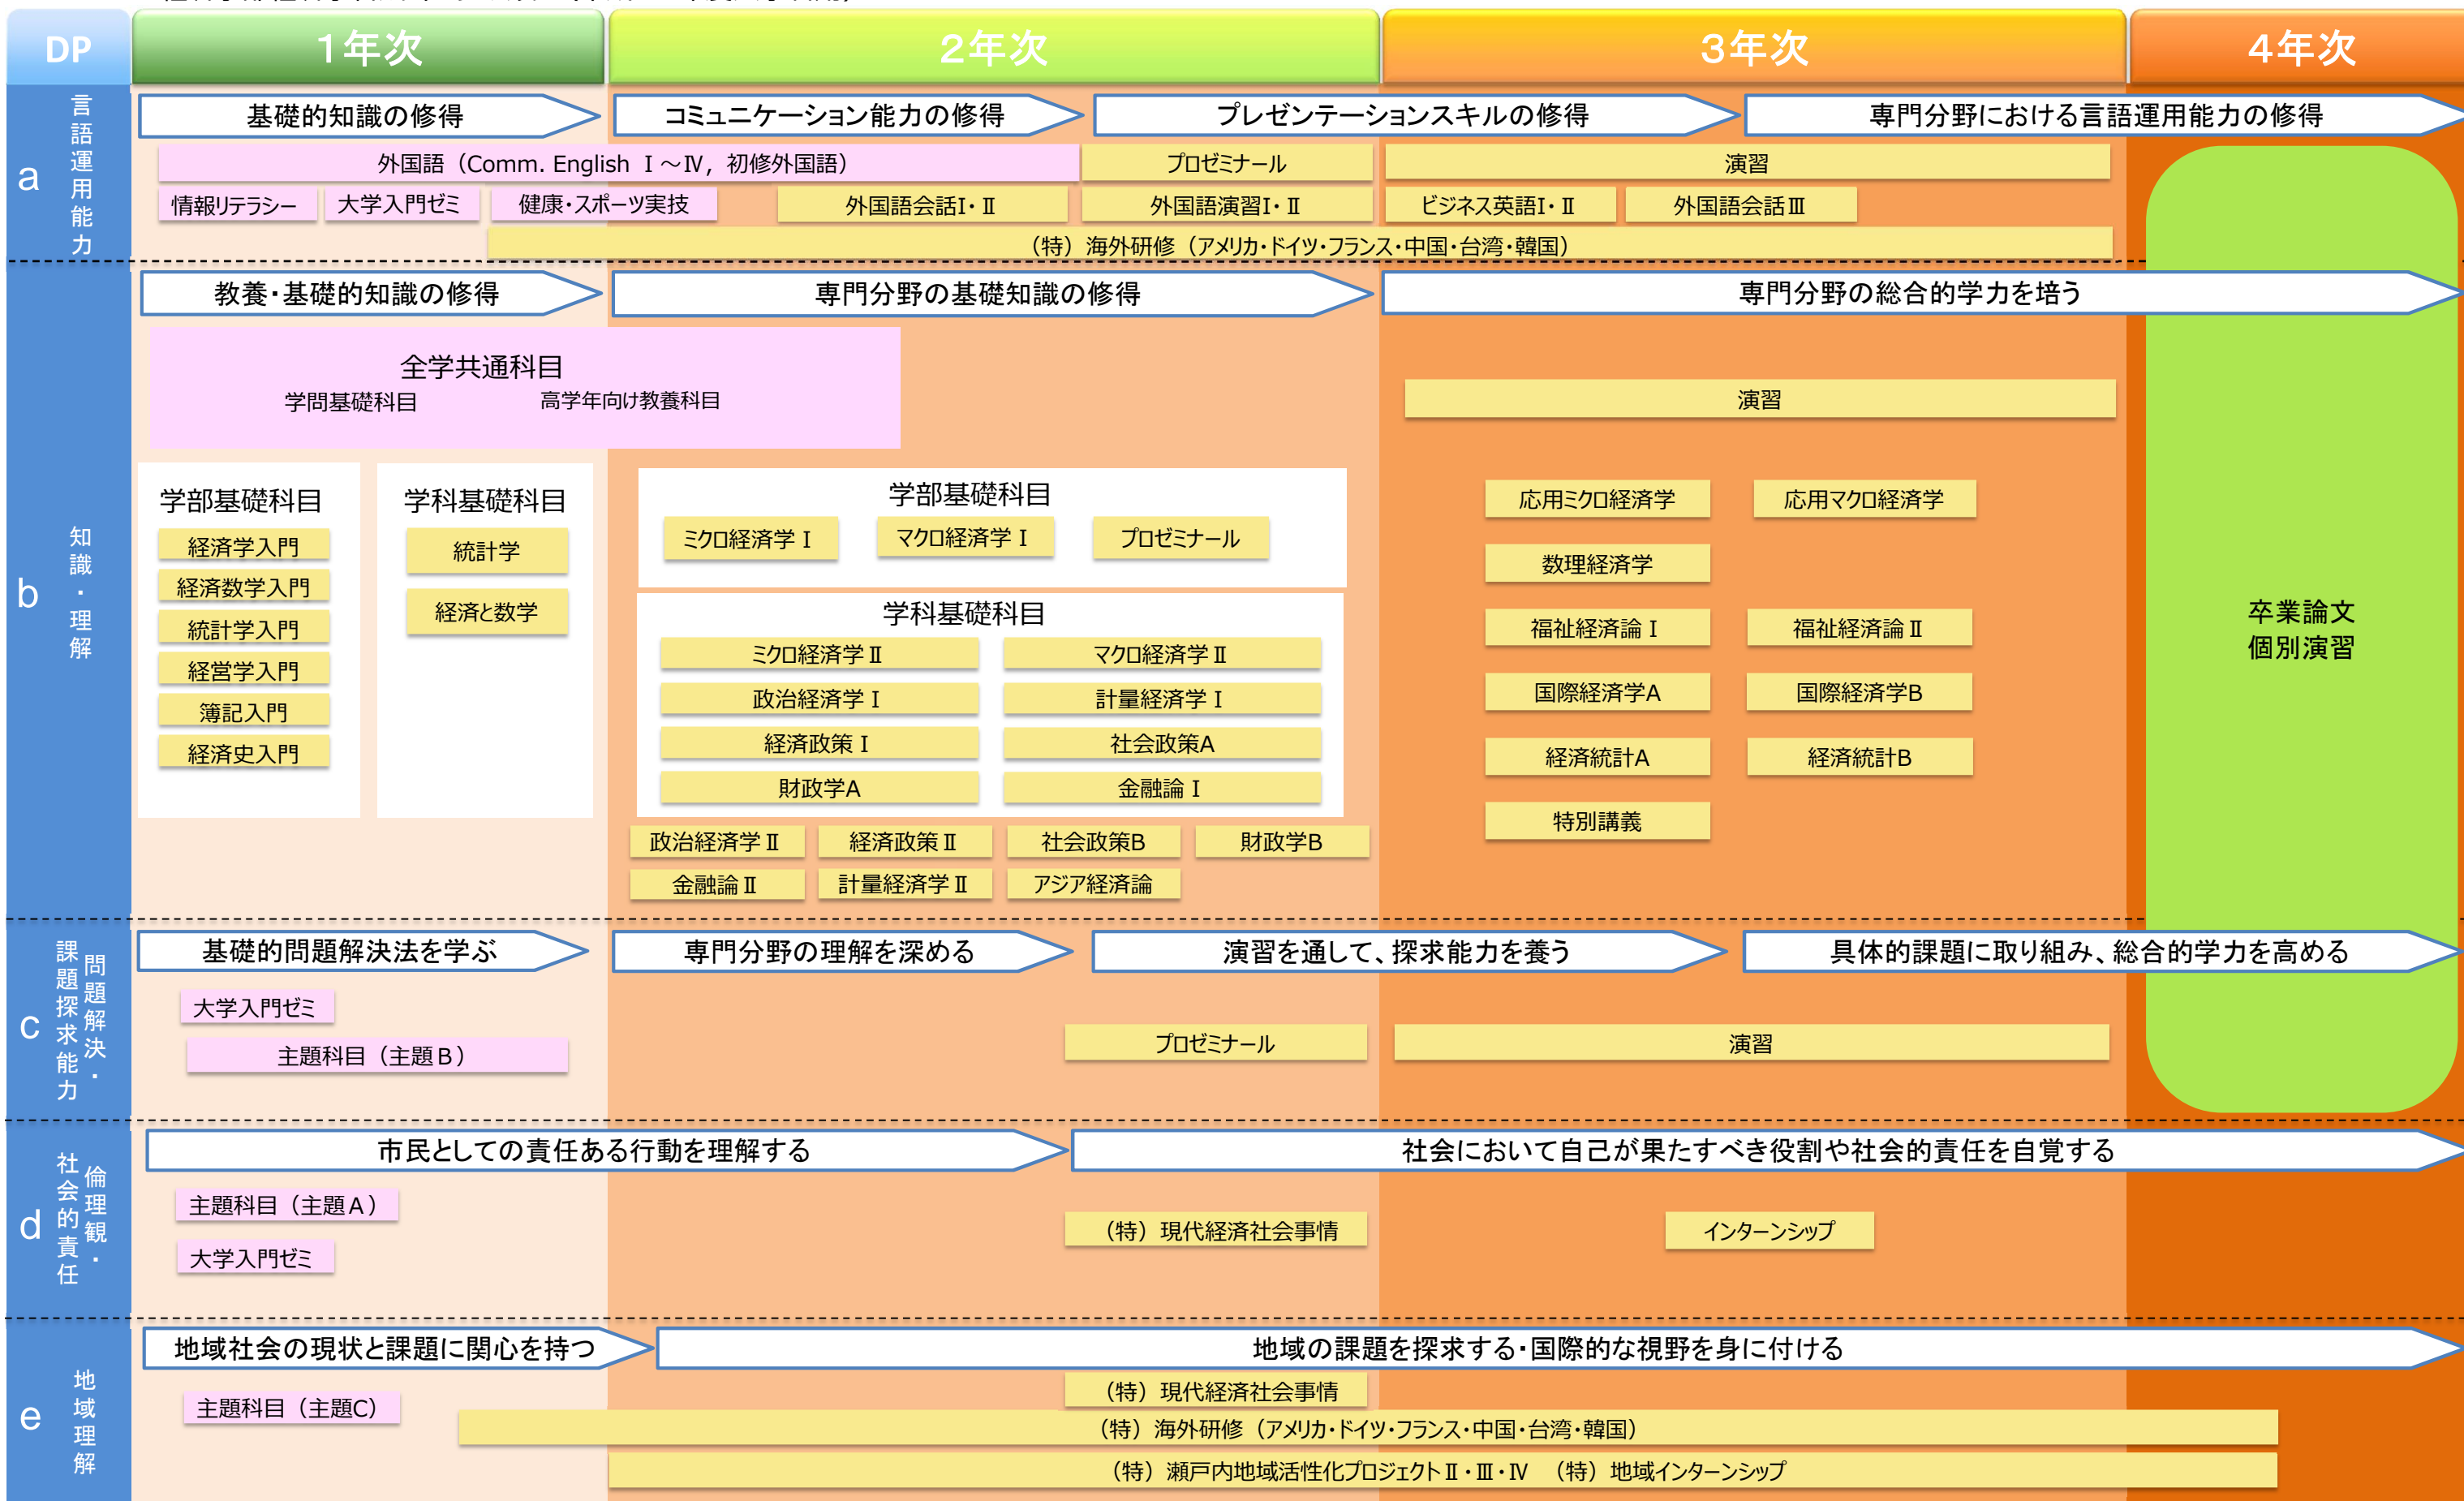 DP
1年次
2年次
3年次
4年次
a
言語運用能力
基礎的知識の修得
コミュニケーション能力の修得
プレゼンテーションスキルの修得
専門分野における言語運用能力の修得
外国語（Comm. English Ⅰ～Ⅳ，初修外国語）
プロゼミナール
演習
情報リテラシー
大学入門ゼミ
健康・スポーツ実技
外国語会話Ⅰ・Ⅱ
外国語演習Ⅰ・Ⅱ
ビジネス英語Ⅰ・Ⅱ
外国語会話Ⅲ
（特）海外研修（アメリカ・ドイツ・フランス・中国・台湾・韓国）
b
知識・理解
教養・基礎的知識の修得
専門分野の基礎知識の修得
専門分野の総合的学力を培う
全学共通科目
学問基礎科目
高学年向け教養科目
演習
学部基礎科目
経済学入門
経済数学入門
統計学入門
経営学入門
簿記入門
経済史入門
学科基礎科目
統計学
経済と数学
学部基礎科目
ミクロ経済学Ⅰ
マクロ経済学Ⅰ
プロゼミナール
学科基礎科目
ミクロ経済学Ⅱ
マクロ経済学Ⅱ
政治経済学Ⅰ
計量経済学Ⅰ
経済政策Ⅰ
社会政策A
財政学A
金融論Ⅰ
政治経済学Ⅱ
経済政策Ⅱ
社会政策B
財政学B
金融論Ⅱ
計量経済学Ⅱ
アジア経済論
応用ミクロ経済学
応用マクロ経済学
数理経済学
福祉経済論Ⅰ
福祉経済論Ⅱ
国際経済学A
国際経済学B
経済統計A
経済統計B
特別講義
卒業論文
個別演習
c
問題解決・
課題探求能力
基礎的問題解決法を学ぶ
専門分野の理解を深める
演習を通して、探求能力を養う
具体的課題に取り組み、総合的学力を高める
大学入門ゼミ
主題科目（主題Ｂ）
プロゼミナール
演習
d
倫理観・
社会的責任
市民としての責任ある行動を理解する
社会において自己が果たすべき役割や社会的責任を自覚する
主題科目（主題Ａ）
大学入門ゼミ
（特）現代経済社会事情
インターンシップ
e
地域理解
地域社会の現状と課題に関心を持つ
地域の課題を探求する・国際的な視野を身に付ける
主題科目（主題C）
（特）現代経済社会事情
（特）海外研修（アメリカ・ドイツ・フランス・中国・台湾・韓国）
（特）瀬戸内地域活性化プロジェクトⅡ・Ⅲ・Ⅳ　（特）地域インターンシップ